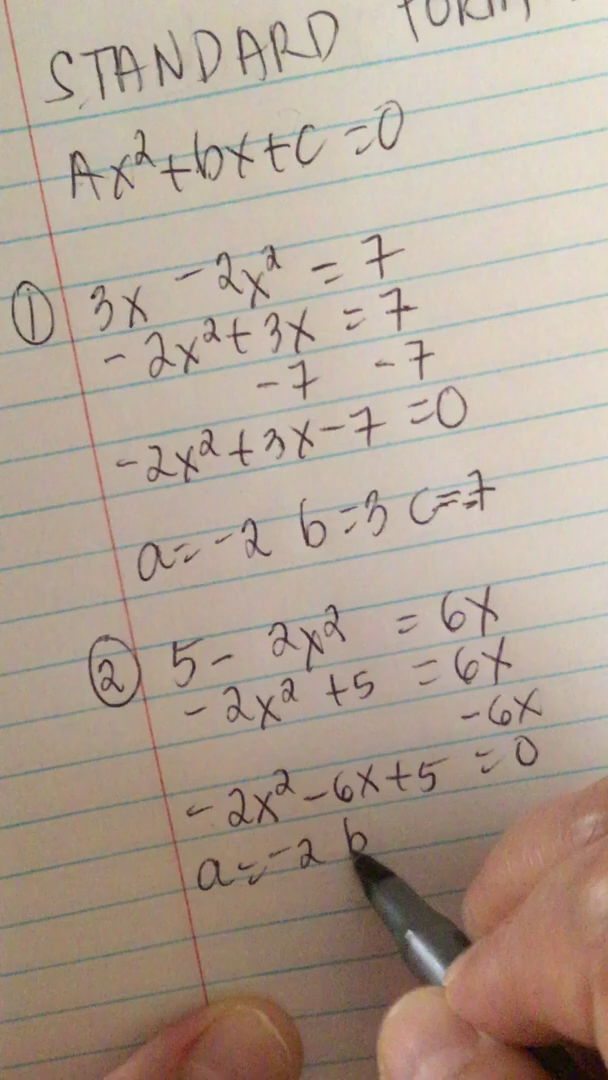 STANDARD FORM
Ax²+bx+c=0
① 3x - 2x² = 7
- 2x² + 3x = 7
-7 -7
-2x² + 3x - 7 = 0
a=-2 b=3 c=-7
② 5 - 2x² = 6x
- 2x² + 5 = 6x
-6x
- 2x² - 6x + 5 = 0
a=-2 b